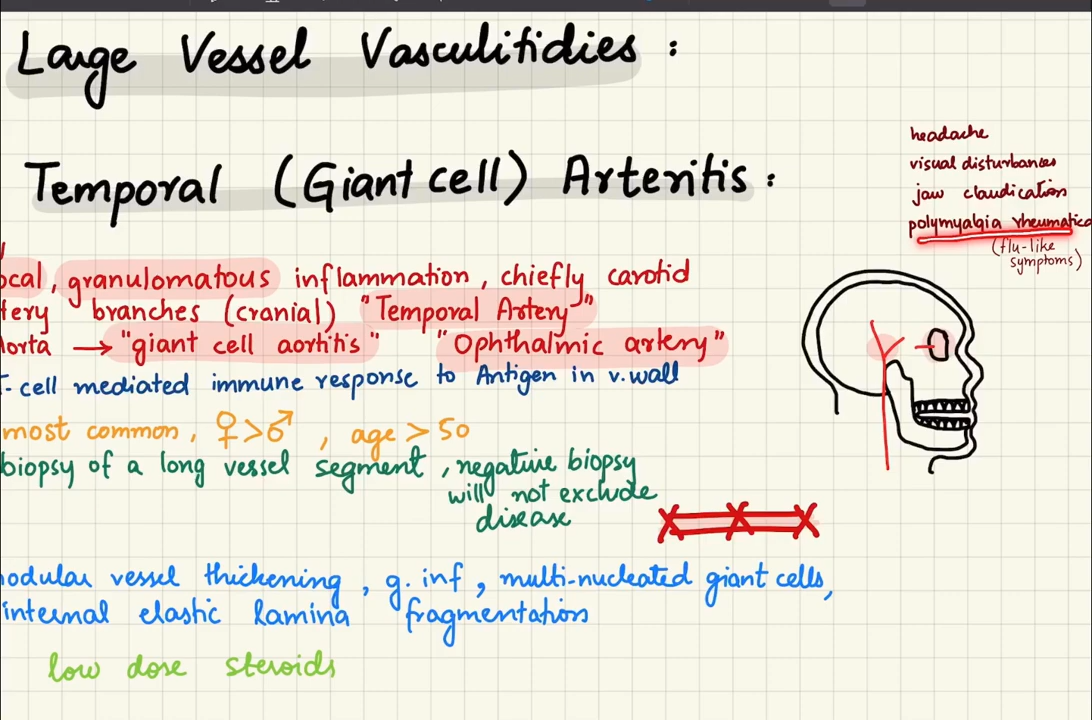 Large Vessel Vasculitidies :
Temporal (Giant cell) Arteritis :
headache
visual disturbances
jaw claudication
polymyalgia rheumatica
(flu-like
symptoms)
ocal, granulomatous inflammation, chiefly carotid
tery branches (cranial) "Temporal Artery"
Aorta → "giant cell aortitis" "Ophthalmic artery"
T-cell mediated immune response to Antigen in v.wall
most common, ♀ > ♂, age > 50
biopsy of a long vessel segment, negative biopsy
will not exclude
disease
nodular vessel thickening, g. inf, multi-nucleated giant cells,
internal elastic lamina fragmentation
low dose steroids